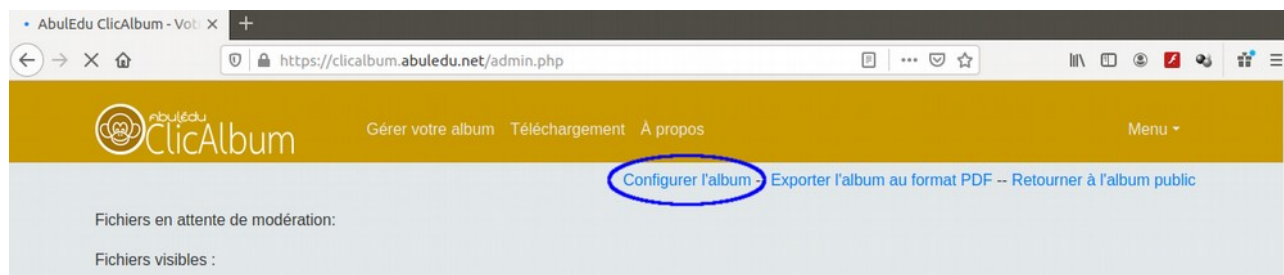 AbulEdu ClicAlbum - Vot
https://clicalbum.abuledu.net/admin.php
Abulédu
ClicAlbum
Gérer votre album Téléchargement À propos Menu
Configurer l'album -- Exporter l'album au format PDF -- Retourner à l'album public
Fichiers en attente de modération:
Fichiers visibles :